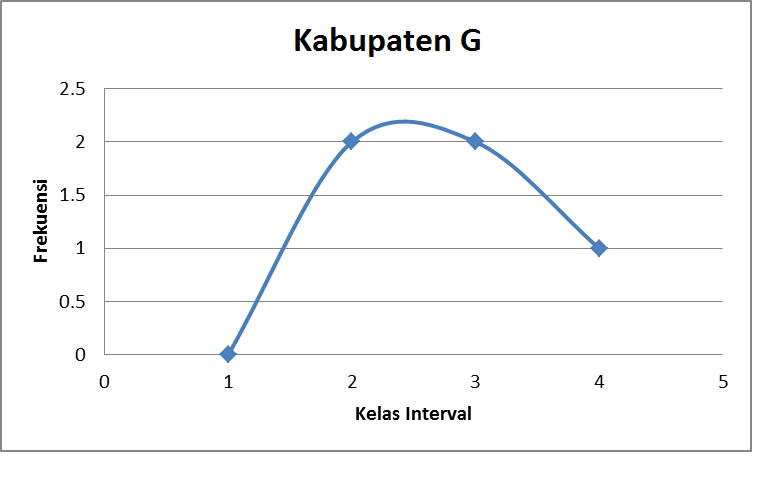 Kabupaten G
2.5
2
1.5
1
0.5
0
Frekuensi
0 1 2 3 4 5
Kelas Interval